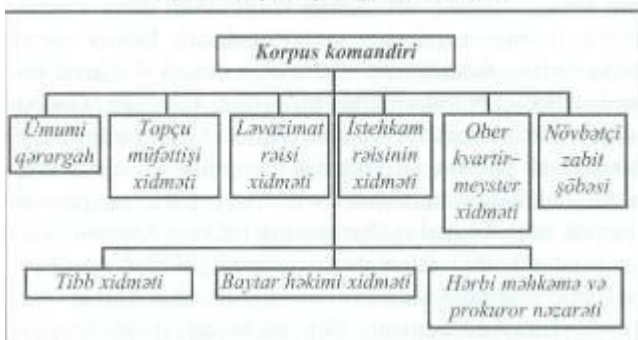 Korpus komandiri
Ümumi
qərargah
Topçu
müfəttişi
xidməti
Ləvazimat
rəisi
xidməti
İstehkam
rəisinin
xidməti
Ober
kvartir-
meyster
xidməti
Növbətçi
zabit
şöbəsi
Tibb xidməti
Baytar həkimi xidməti
Hərbi məhkəmə və
prokuror nəzarəti